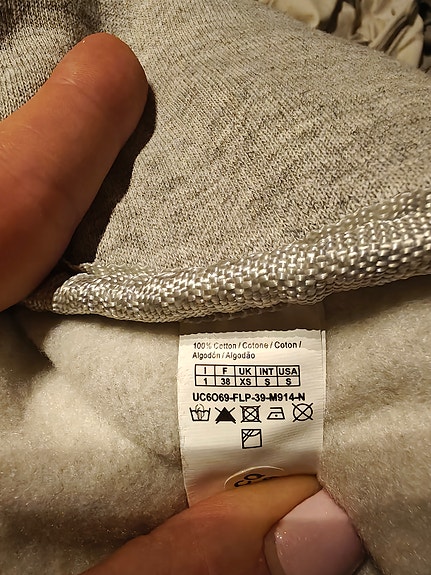 100% Cotton / Cotone / Coton /
Algodón / Algodão
I F UK INT USA
1 38 XS S S
UC6O69-FLP-39-M914-N